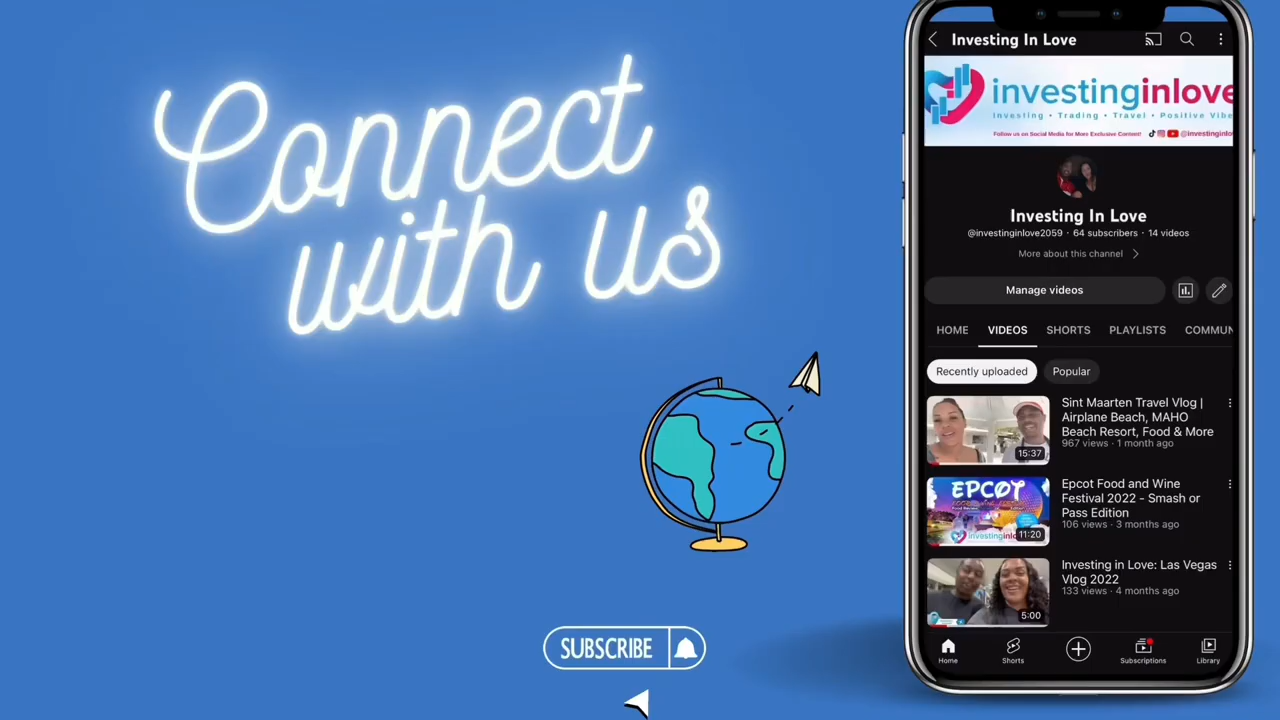 Connect
with us
SUBSCRIBE
Investing In Love
investinginlove
Investing • Trading • Travel • Positive Vibe
Follow us on Social Media for More Exclusive Content!
@investinginlo
Investing In Love
@investinginlove2059 · 64 subscribers · 14 videos
More about this channel
Manage videos
HOME VIDEOS SHORTS PLAYLISTS COMMUN
Recently uploaded Popular
Sint Maarten Travel Vlog |
Airplane Beach, MAHO
Beach Resort, Food & More
967 views · 1 month ago
15:37
EPCOT
investinginlo
11:20
Epcot Food and Wine
Festival 2022 - Smash or
Pass Edition
106 views · 3 months ago
Investing in Love: Las Vegas
Vlog 2022
133 views · 4 months ago
5:00
Home Shorts Subscriptions Library